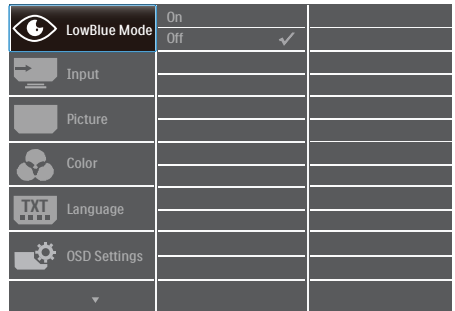 LowBlue Mode
On
Off
Input
Picture
Color
TXT
Language
OSD Settings